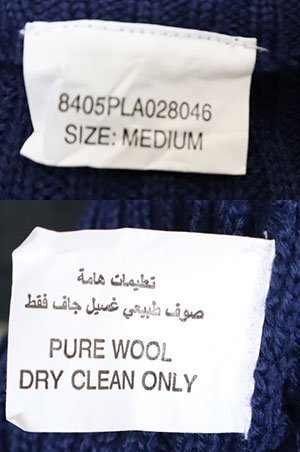 8405PLA028046
SIZE: MEDIUM
تعليمات هامة
صوف طبيعي غسيل جاف فقط
PURE WOOL
DRY CLEAN ONLY